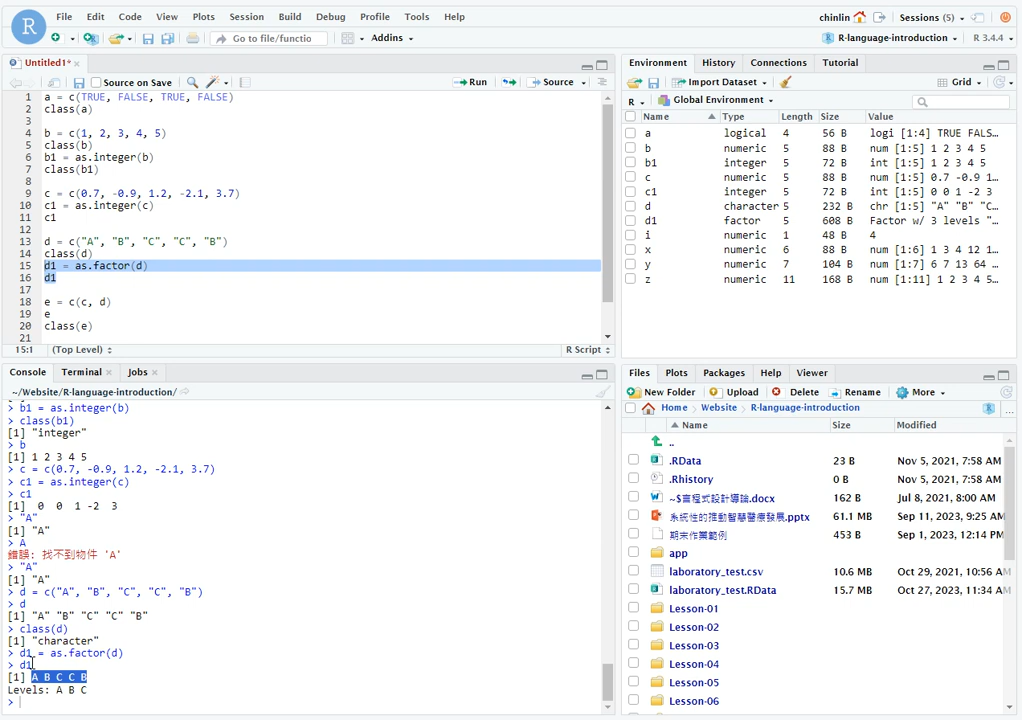 File Edit Code View Plots Session Build Debug Profile Tools Help
chinlin Sessions (5)
R Go to file/functio Addins R-language-introduction R 3.4.4
Untitled1*
Source on Save Run Source
1 a = c(TRUE, FALSE, TRUE, FALSE)
2 class(a)
3
4 b = c(1, 2, 3, 4, 5)
5 class(b)
6 b1 = as.integer(b)
7 class(b1)
8
9 c = c(0.7, -0.9, 1.2, -2.1, 3.7)
10 c1 = as.integer(c)
11 c1
12
13 d = c("A", "B", "C", "C", "B")
14 class(d)
15 d1 = as.factor(d)
16 d1
17
18 e = c(c, d)
19 e
20 class(e)
21
15:1 (Top Level) R Script
Console Terminal Jobs
~/Website/R-language-introduction/
> b1 = as.integer(b)
> class(b1)
[1] "integer"
> b
[1] 1 2 3 4 5
> c = c(0.7, -0.9, 1.2, -2.1, 3.7)
> c1 = as.integer(c)
> c1
[1] 0 0 1 -2 3
> "A"
[1] "A"
> A
錯誤: 找不到物件 'A'
> "A"
[1] "A"
> d = c("A", "B", "C", "C", "B")
> d
[1] "A" "B" "C" "C" "B"
> class(d)
[1] "character"
> d1 = as.factor(d)
> d1
[1] A B C C B
Levels: A B C
>
Environment History Connections Tutorial
Import Dataset Grid
R Global Environment
Name Type Length Size Value
a logical 4 56 B logi [1:4] TRUE FALS…
b numeric 5 88 B num [1:5] 1 2 3 4 5
b1 integer 5 72 B int [1:5] 1 2 3 4 5
c numeric 5 88 B num [1:5] 0.7 -0.9 1…
c1 integer 5 72 B int [1:5] 0 0 1 -2 3
d character 5 232 B chr [1:5] "A" "B" "C…
d1 factor 5 608 B Factor w/ 3 levels "…
i numeric 1 48 B 4
x numeric 6 88 B num [1:6] 1 3 4 12 1…
y numeric 7 104 B num [1:7] 6 7 13 64 …
z numeric 11 168 B num [1:11] 1 2 3 4 5…
Files Plots Packages Help Viewer
New Folder Upload Delete Rename More
Home Website R-language-introduction ...
Name Size Modified
..
.RData 23 B Nov 5, 2021, 7:58 AM
.Rhistory 0 B Nov 5, 2021, 7:58 AM
~$言程式設計導論.docx 162 B Jul 8, 2021, 8:00 AM
系統性的推動智慧醫療發展.pptx 61.1 MB Sep 11, 2023, 9:25 AM
期末作業範例 453 B Sep 1, 2023, 12:14 PM
app
laboratory_test.csv 10.6 MB Oct 29, 2021, 10:56 AM
laboratory_test.RData 15.7 MB Oct 27, 2023, 11:34 AM
Lesson-01
Lesson-02
Lesson-03
Lesson-04
Lesson-05
Lesson-06